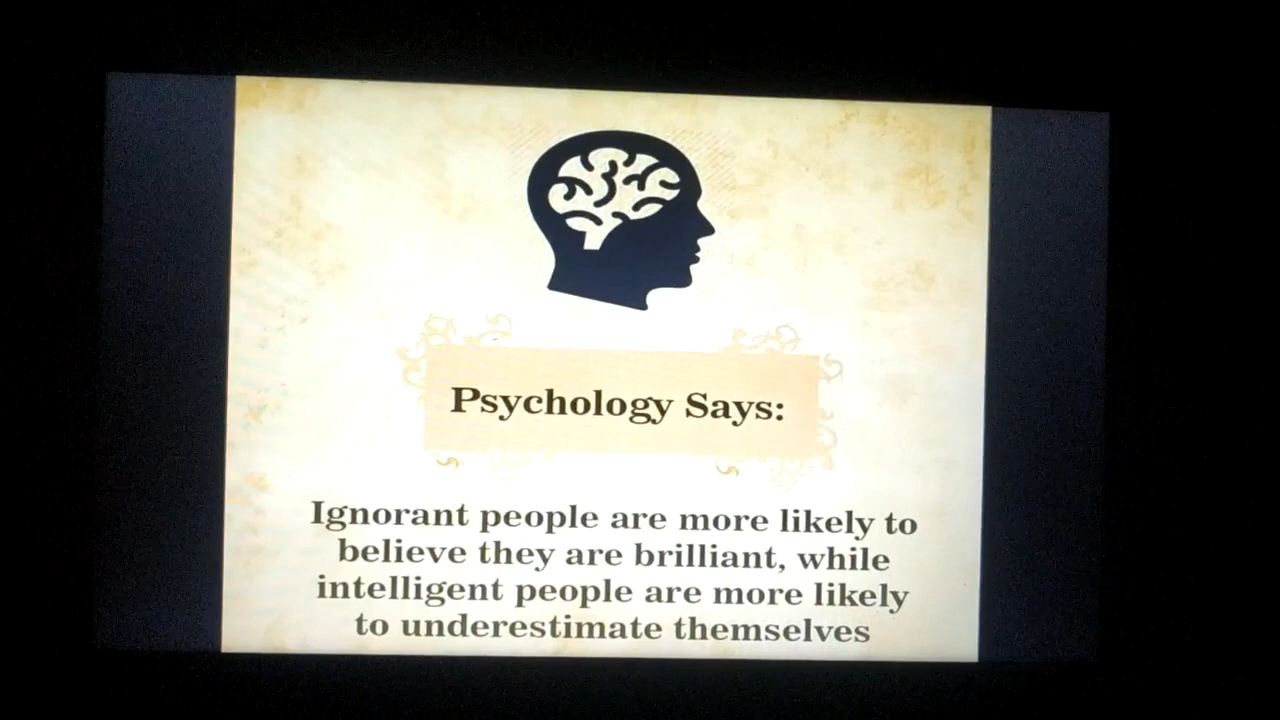 Psychology Says:
Ignorant people are more likely to
believe they are brilliant, while
intelligent people are more likely
to underestimate themselves